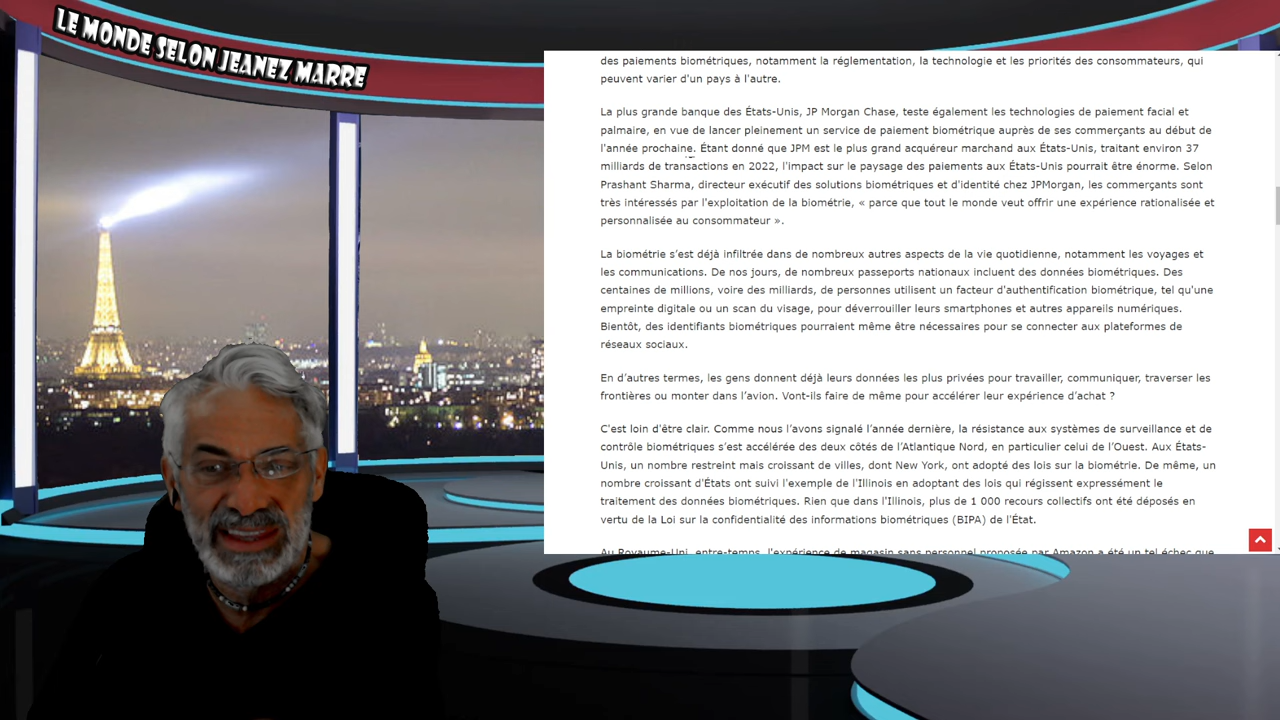 LE MONDE SELON JEANEZ MARRE
des paiements biométriques, notamment la réglementation, la technologie et les priorités des consommateurs, qui
peuvent varier d'un pays à l'autre.
La plus grande banque des États-Unis, JP Morgan Chase, teste également les technologies de paiement facial et
palmaire, en vue de lancer pleinement un service de paiement biométrique auprès de ses commerçants au début de
l'année prochaine. Étant donné que JPM est le plus grand acquéreur marchand aux États-Unis, traitant environ 37
milliards de transactions en 2022, l'impact sur le paysage des paiements aux États-Unis pourrait être énorme. Selon
Prashant Sharma, directeur exécutif des solutions biométriques et d'identité chez JPMorgan, les commerçants sont
très intéressés par l'exploitation de la biométrie, « parce que tout le monde veut offrir une expérience rationalisée et
personnalisée au consommateur ».
La biométrie s’est déjà infiltrée dans de nombreux autres aspects de la vie quotidienne, notamment les voyages et
les communications. De nos jours, de nombreux passeports nationaux incluent des données biométriques. Des
centaines de millions, voire des milliards, de personnes utilisent un facteur d'authentification biométrique, tel qu'une
empreinte digitale ou un scan du visage, pour déverrouiller leurs smartphones et autres appareils numériques.
Bientôt, des identifiants biométriques pourraient même être nécessaires pour se connecter aux plateformes de
réseaux sociaux.
En d’autres termes, les gens donnent déjà leurs données les plus privées pour travailler, communiquer, traverser les
frontières ou monter dans l’avion. Vont-ils faire de même pour accélérer leur expérience d’achat ?
C'est loin d'être clair. Comme nous l’avons signalé l’année dernière, la résistance aux systèmes de surveillance et de
contrôle biométriques s’est accélérée des deux côtés de l’Atlantique Nord, en particulier celui de l’Ouest. Aux États-
Unis, un nombre restreint mais croissant de villes, dont New York, ont adopté des lois sur la biométrie. De même, un
nombre croissant d'États ont suivi l'exemple de l'Illinois en adoptant des lois qui régissent expressément le
traitement des données biométriques. Rien que dans l'Illinois, plus de 1 000 recours collectifs ont été déposés en
vertu de la Loi sur la confidentialité des informations biométriques (BIPA) de l’État.
Au Royaume-Uni, entre-temps, l’expérience de magasin sans personnel proposée par Amazon a été un tel échec que